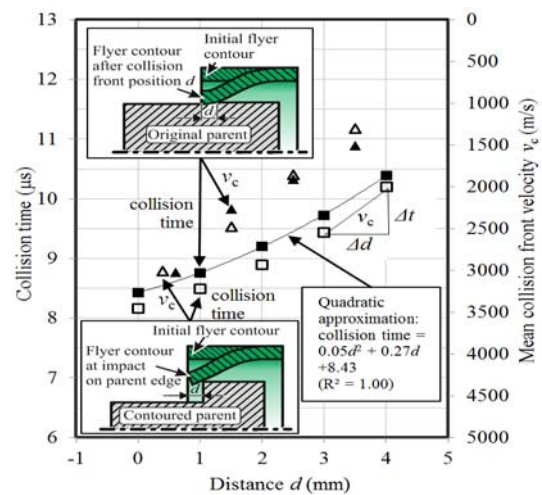 13
12
11
10
9
8
7
6
Collision time (µs)
0
500
1000
1500
2000
2500
3000
3500
4000
4500
5000
Mean collision front velocity vc (m/s)
-1
0
1
2
3
4
5
Distance d (mm)
Initial flyer
contour
Flyer contour
after collision
front position d
d
Original parent
vc
collision
time
vc
collision
time
vc
Δt
Δd
Quadratic
approximation:
collision time =
0.05d² + 0.27d
+8.43
(R² = 1.00)
Initial flyer contour
Flyer contour
at impact
on parent edge
d
Contoured parent